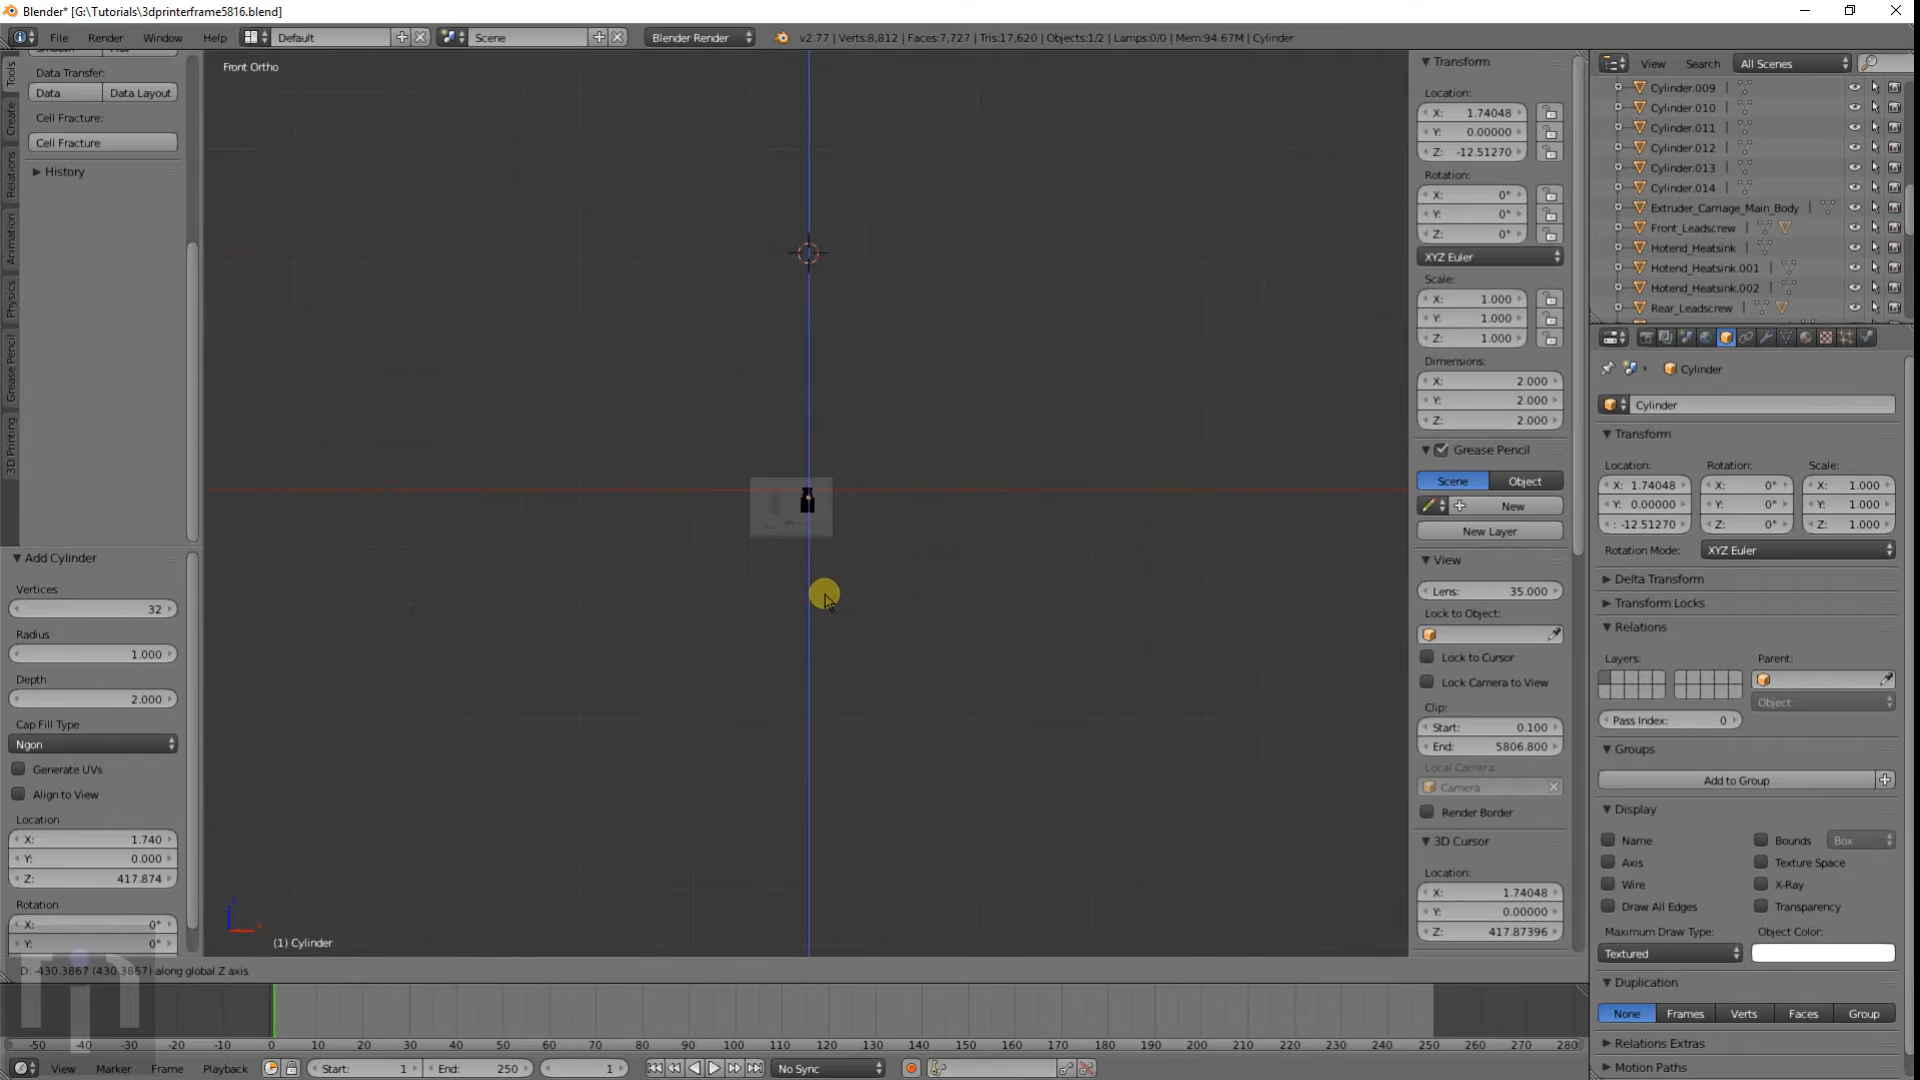 Blender* [G:\Tutorials\3dprinterframe5816.blend]
File Render Window Help Default Scene Blender Render v2.77 | Verts:8,812 | Faces:7,727 | Tris:17,620 | Objects:1/2 | Lamps:0/0 | Mem:94.67M | Cylinder
Tools
Create
Relations
Animation
Physics
Grease Pencil
3D Printing
Data Transfer:
Data Data Layout
Cell Fracture:
Cell Fracture
History
Add Cylinder
Vertices
32
Radius
1.000
Depth
2.000
Cap Fill Type
Ngon
Generate UVs
Align to View
Location
X: 1.740
Y: 0.000
Z: 417.874
Rotation
X: 0°
Y: 0°
Front Ortho
(1) Cylinder
D: -430.3867 (430.3867) along global Z axis
Transform
Location:
X: 1.74048
Y: 0.00000
Z: -12.51270
Rotation:
X: 0°
Y: 0°
Z: 0°
XYZ Euler
Scale:
X: 1.000
Y: 1.000
Z: 1.000
Dimensions:
X: 2.000
Y: 2.000
Z: 2.000
Grease Pencil
Scene Object
New
New Layer
View
Lens: 35.000
Lock to Object:
Lock to Cursor
Lock Camera to View
Clip:
Start: 0.100
End: 5806.800
Local Camera:
Camera
Render Border
3D Cursor
Location:
X: 1.74048
Y: 0.00000
Z: 417.87396
View Search All Scenes
Cylinder.009
Cylinder.010
Cylinder.011
Cylinder.012
Cylinder.013
Cylinder.014
Extruder_Carriage_Main_Body
Front_Leadscrew
Hotend_Heatsink
Hotend_Heatsink.001
Hotend_Heatsink.002
Rear_Leadscrew
Cylinder
Cylinder
Transform
Location: Rotation: Scale:
X: 1.74048 X: 0° X: 1.000
Y: 0.00000 Y: 0° Y: 1.000
: -12.51270 Z: 0° Z: 1.000
Rotation Mode: XYZ Euler
Delta Transform
Transform Locks
Relations
Layers: Parent:
Object
Pass Index: 0
Groups
Add to Group
Display
Name Bounds Box
Axis Texture Space
Wire X-Ray
Draw All Edges Transparency
Maximum Draw Type: Object Color:
Textured
Duplication
None Frames Verts Faces Group
Relations Extras
Motion Paths
-50 -40 -30 -20 -10 0 10 20 30 40 50 60 70 80 90 100 110 120 130 140 150 160 170 180 190 200 210 220 230 240 250 260 270 280
View Marker Frame Playback Start: 1 End: 250 1 No Sync